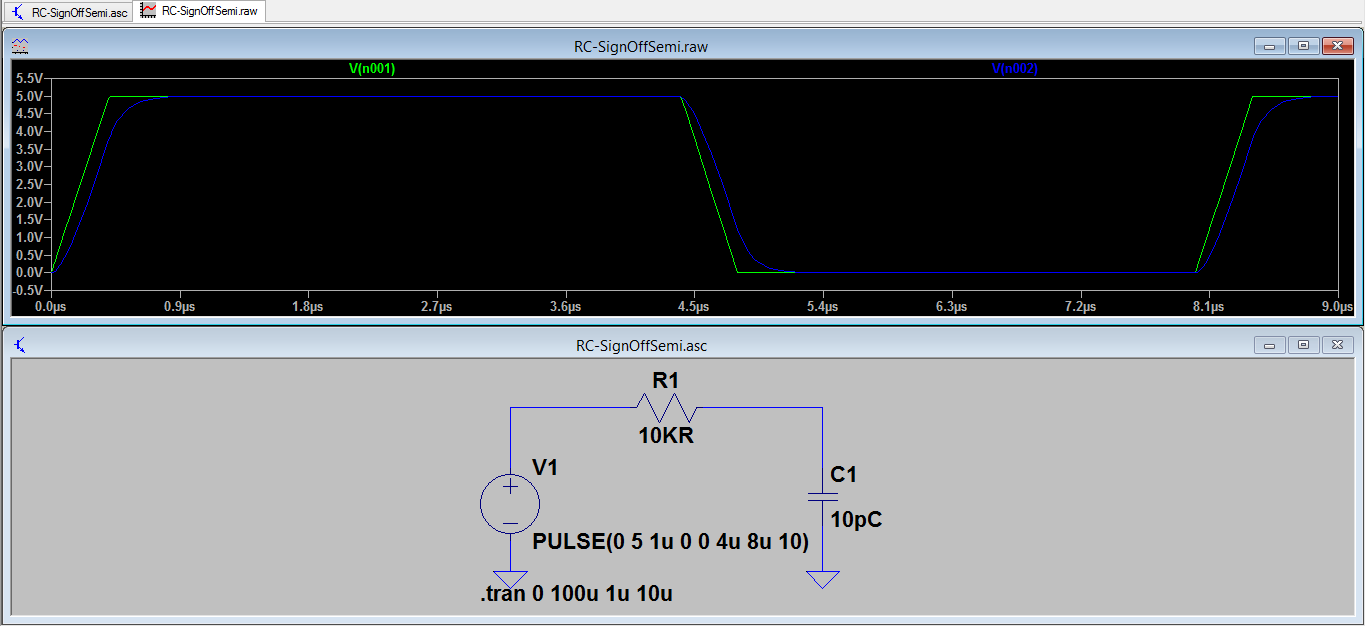 RC-SignOffSemi.asc RC-SignOffSemi.raw
RC-SignOffSemi.raw
V(n001) V(n002)
5.5V
5.0V
4.5V
4.0V
3.5V
3.0V
2.5V
2.0V
1.5V
1.0V
0.5V
0.0V
-0.5V
0.0µs 0.9µs 1.8µs 2.7µs 3.6µs 4.5µs 5.4µs 6.3µs 7.2µs 8.1µs 9.0µs
RC-SignOffSemi.asc
R1
10KR
V1
C1
10pC
PULSE(0 5 1u 0 0 4u 8u 10)
.tran 0 100u 1u 10u